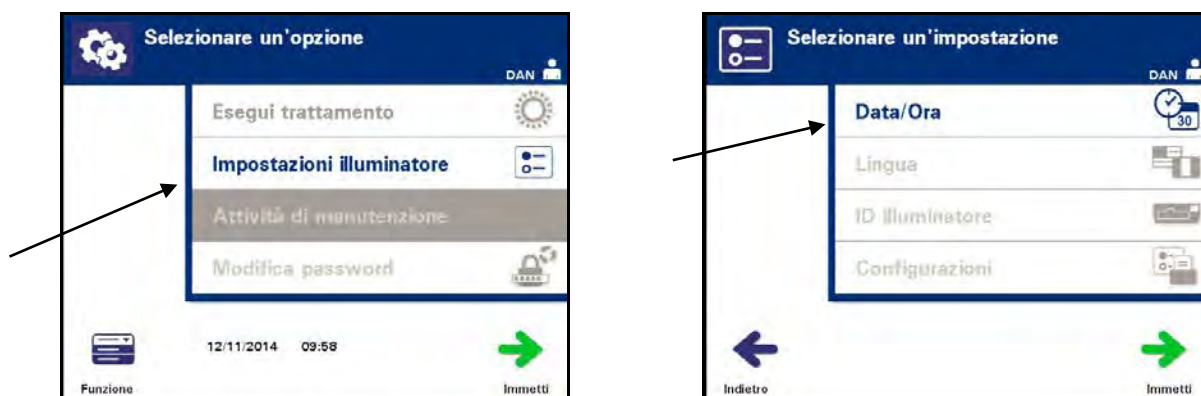 Selezionare un'opzione
DAN
Esegui trattamento
Impostazioni illuminatore
Attività di manutenzione
Modifica password
12/11/2014 09:58
Funzione
Immetti
Selezionare un'impostazione
DAN
Data/Ora
30
Lingua
ID illuminatore
Configurazioni
Indietro
Immetti